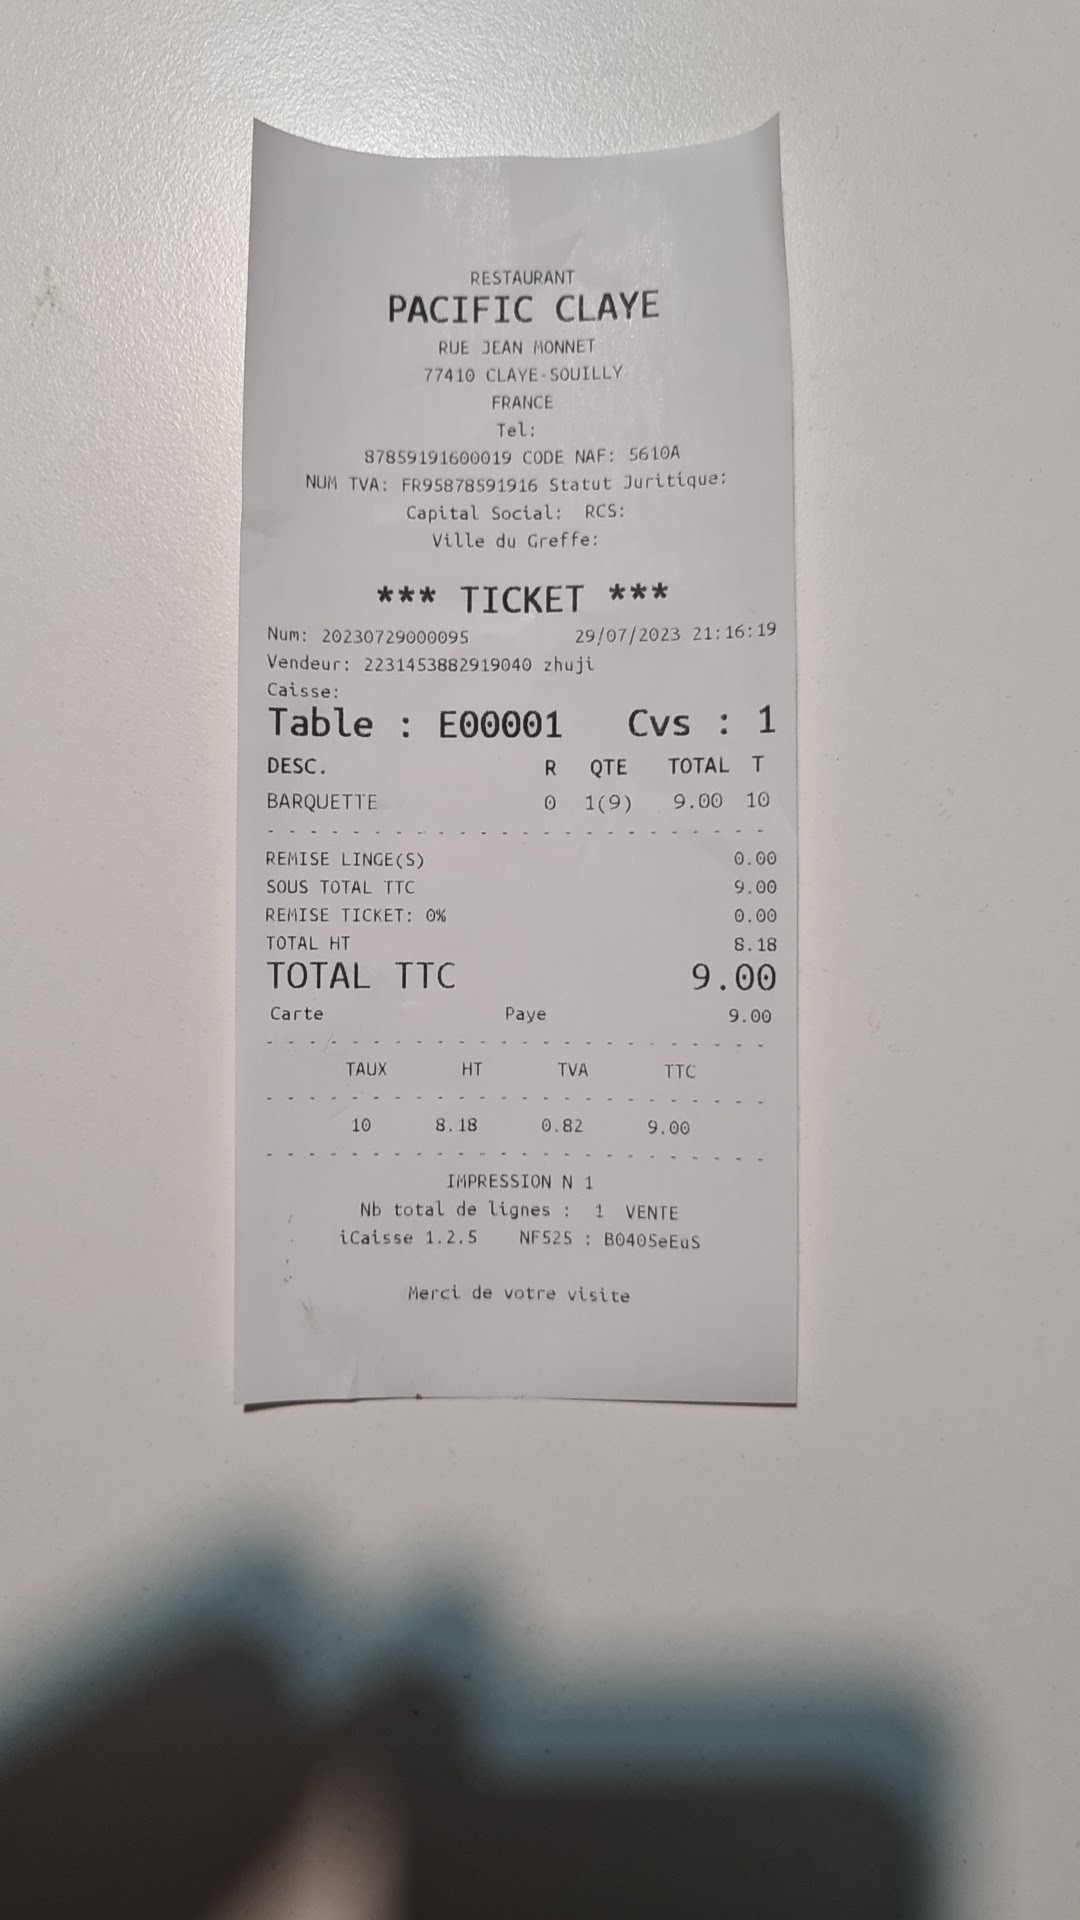 RESTAURANT
PACIFIC CLAYE
RUE JEAN MONNET
77410 CLAYE-SOUILLY
FRANCE
Tel:
87859191600019 CODE NAF: 5610A
NUM TVA: FR95878591916 Statut Juritique:
Capital Social: RCS:
Ville du Greffe:
*** TICKET ***
Num: 20230729000095 29/07/2023 21:16:19
Vendeur: 2231453882919040 zhuji
Caisse:
Table : E00001 Cvs : 1
DESC. R QTE TOTAL T
BARQUETTE 0 1(9) 9.00 10
REMISE LINGE(S) 0.00
SOUS TOTAL TTC 9.00
REMISE TICKET: 0% 0.00
TOTAL HT 8.18
TOTAL TTC 9.00
Carte Paye 9.00
TAUX HT TVA TTC
10 8.18 0.82 9.00
IMPRESSION N 1
Nb total de lignes : 1 VENTE
iCaisse 1.2.5 NF525 : B0405eEaS
Merci de votre visite